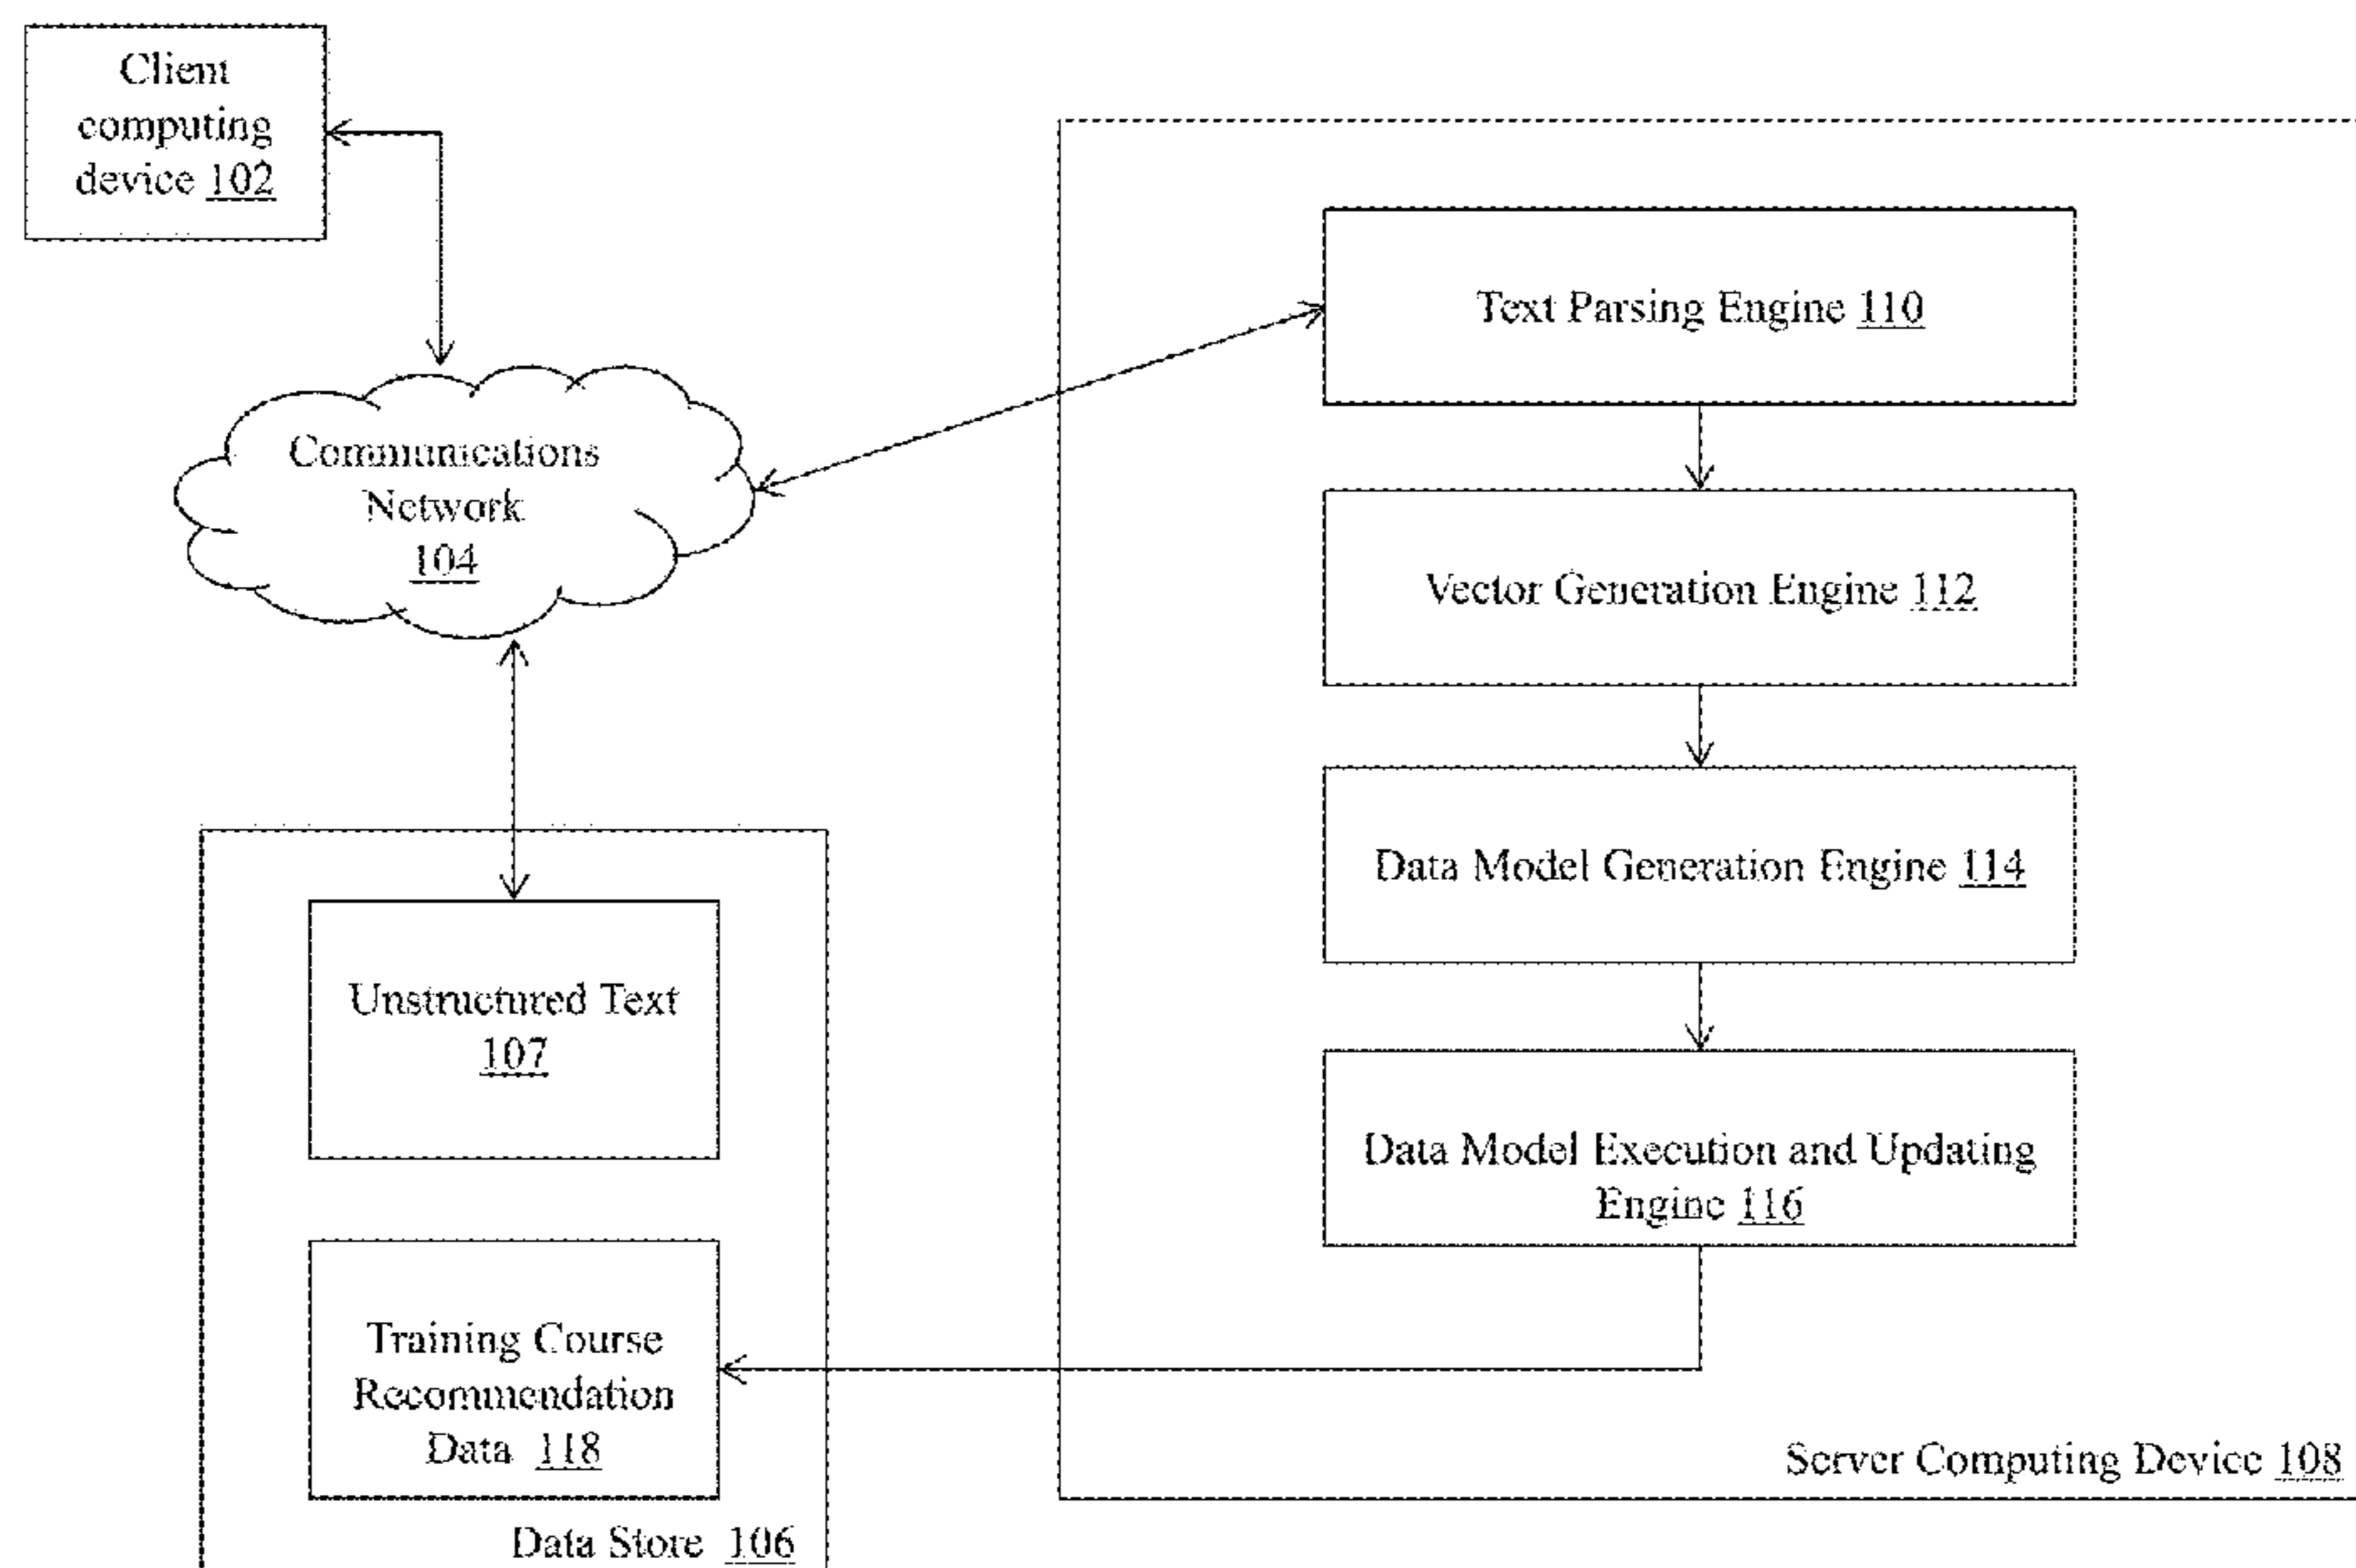 Client
computing
device 102
Communications
Network
104
Unstructured Text
107
Training Course
Recommendation
Data 118
Data Store 106
Text Parsing Engine 110
Vector Generation Engine 112
Data Model Generation Engine 114
Data Model Execution and Updating
Engine 116
Server Computing Device 108